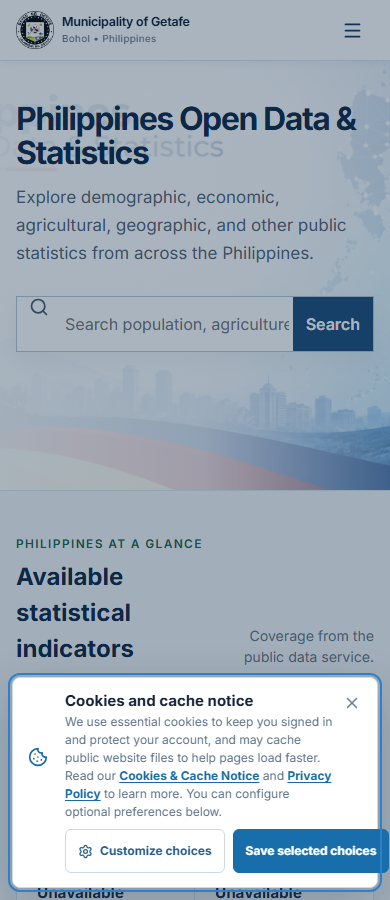 Municipality of Getafe
Bohol • Philippines
Philippines Open Data &
Statistics
Explore demographic, economic,
agricultural, geographic, and other public
statistics from across the Philippines.
Search population, agriculture
Search
PHILIPPINES AT A GLANCE
Available
statistical
indicators
Coverage from the
public data service.
Cookies and cache notice
We use essential cookies to keep you signed in
and protect your account, and may cache
public website files to help pages load faster.
Read our Cookies & Cache Notice and Privacy
Policy to learn more. You can configure
optional preferences below.
Customize choices
Save selected choices
Unavailable
Unavailable